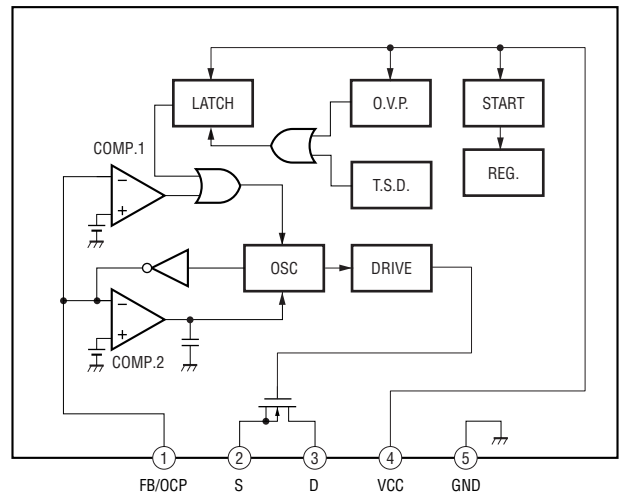 LATCH
O.V.P.
START
COMP.1
T.S.D.
REG.
−
+
OSC
DRIVE
−
+
COMP.2
1
2
3
4
5
FB/OCP
S
D
VCC
GND